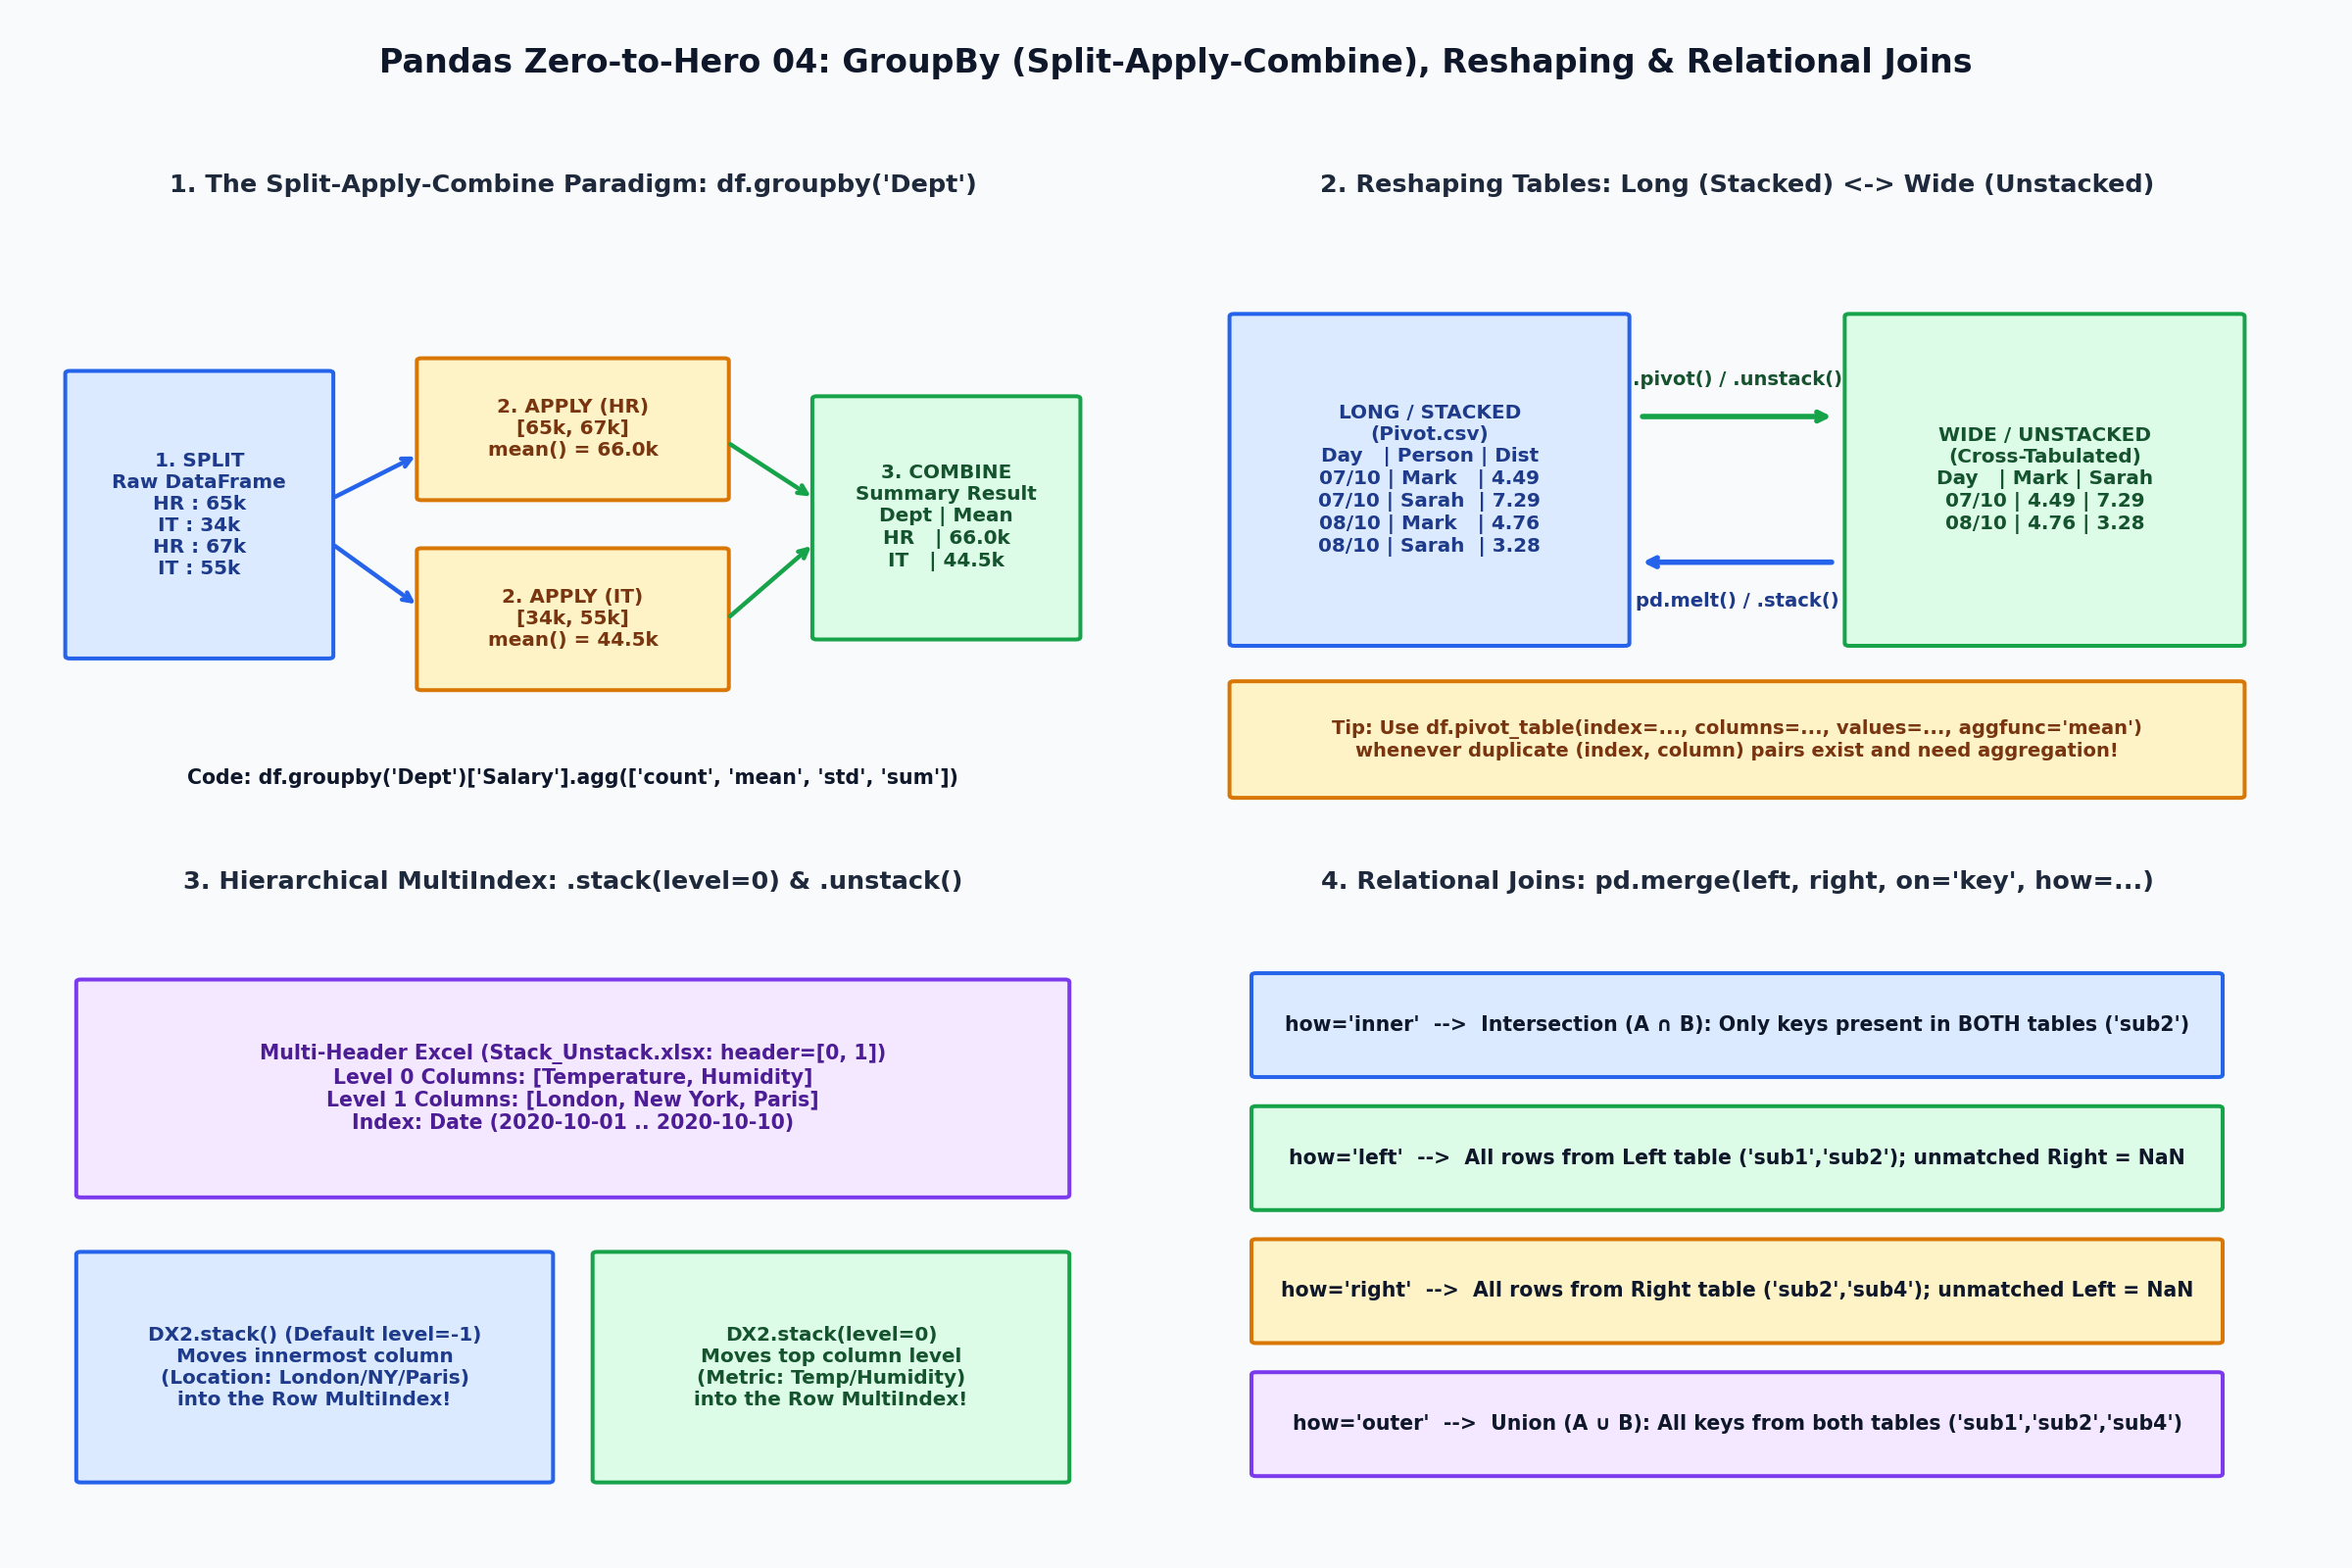 Pandas Zero-to-Hero 04: GroupBy (Split-Apply-Combine), Reshaping & Relational Joins
1. The Split-Apply-Combine Paradigm: df.groupby('Dept')
1. SPLIT
Raw DataFrame
HR : 65k
IT : 34k
HR : 67k
IT : 55k
2. APPLY (HR)
[65k, 67k]
mean() = 66.0k
2. APPLY (IT)
[34k, 55k]
mean() = 44.5k
3. COMBINE
Summary Result
Dept | Mean
HR   | 66.0k
IT   | 44.5k
Code: df.groupby('Dept')['Salary'].agg(['count', 'mean', 'std', 'sum'])
2. Reshaping Tables: Long (Stacked) <-> Wide (Unstacked)
LONG / STACKED
(Pivot.csv)
Day   | Person | Dist
07/10 | Mark   | 4.49
07/10 | Sarah  | 7.29
08/10 | Mark   | 4.76
08/10 | Sarah  | 3.28
.pivot() / .unstack()
pd.melt() / .stack()
WIDE / UNSTACKED
(Cross-Tabulated)
Day   | Mark | Sarah
07/10 | 4.49 | 7.29
08/10 | 4.76 | 3.28
Tip: Use df.pivot_table(index=..., columns=..., values=..., aggfunc='mean')
whenever duplicate (index, column) pairs exist and need aggregation!
3. Hierarchical MultiIndex: .stack(level=0) & .unstack()
Multi-Header Excel (Stack_Unstack.xlsx: header=[0, 1])
Level 0 Columns: [Temperature, Humidity]
Level 1 Columns: [London, New York, Paris]
Index: Date (2020-10-01 .. 2020-10-10)
DX2.stack() (Default level=-1)
Moves innermost column
(Location: London/NY/Paris)
into the Row MultiIndex!
DX2.stack(level=0)
Moves top column level
(Metric: Temp/Humidity)
into the Row MultiIndex!
4. Relational Joins: pd.merge(left, right, on='key', how=...)
how='inner'  -->  Intersection (A ∩ B): Only keys present in BOTH tables ('sub2')
how='left'  -->  All rows from Left table ('sub1','sub2'); unmatched Right = NaN
how='right'  -->  All rows from Right table ('sub2','sub4'); unmatched Left = NaN
how='outer'  -->  Union (A ∪ B): All keys from both tables ('sub1','sub2','sub4')